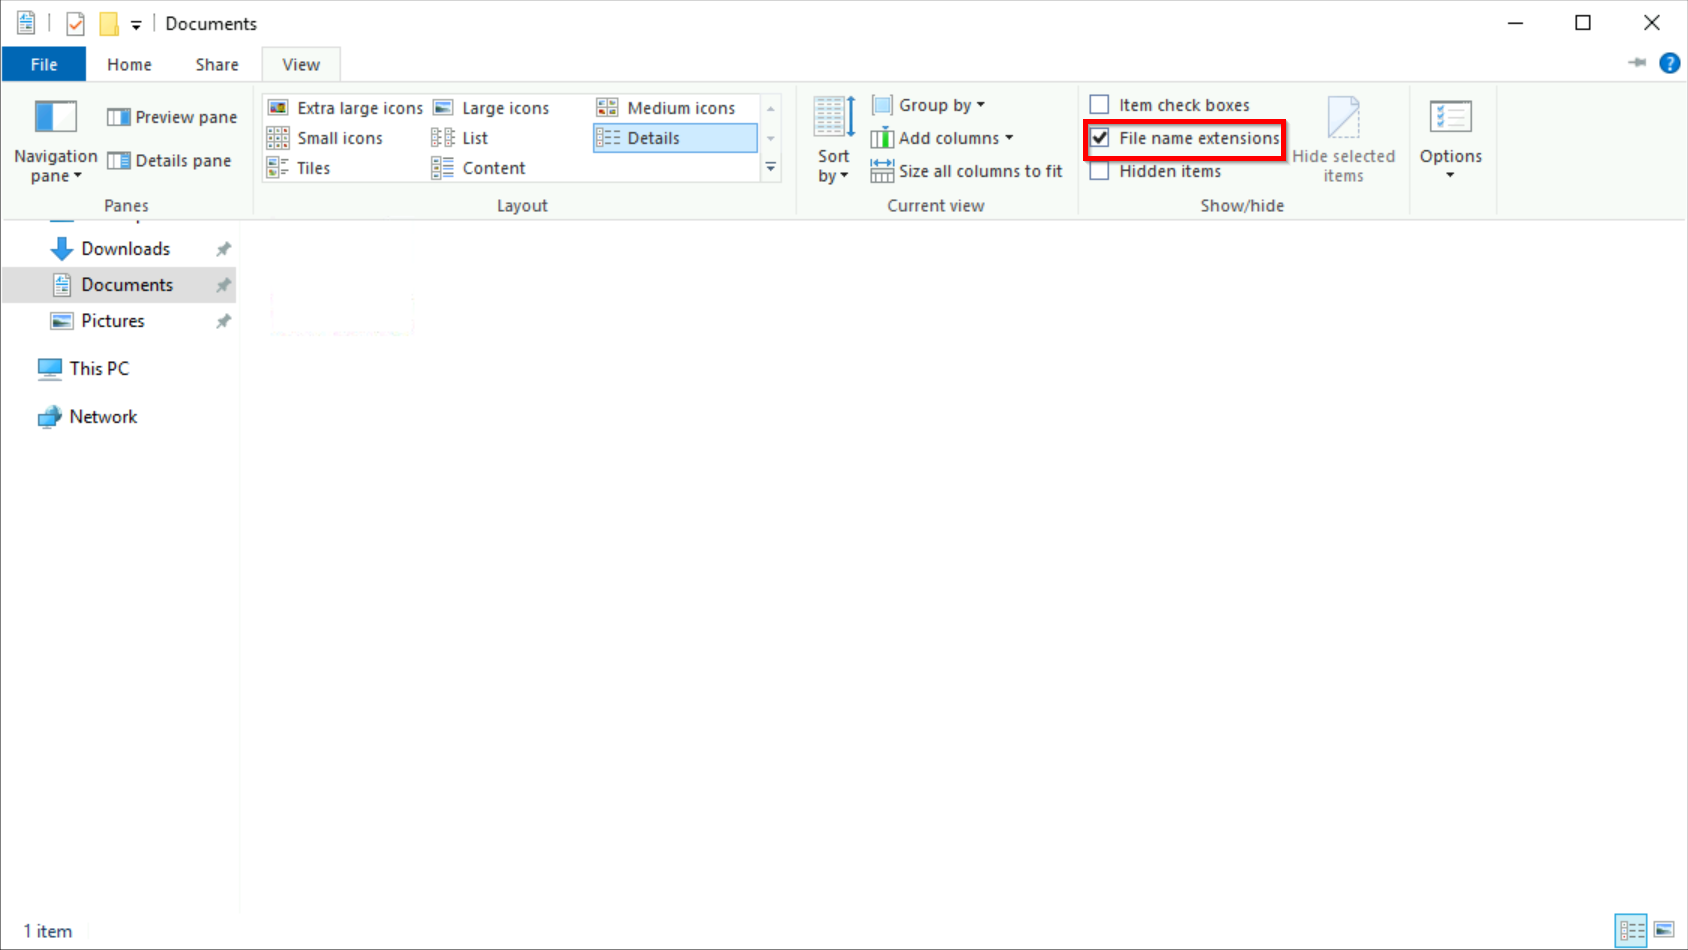 Documents
File Home Share View
Extra large icons Large icons Medium icons
Small icons List Details
Tiles Content
Navigation
pane
Preview pane
Details pane
Sort
by
Group by
Add columns
Size all columns to fit
Item check boxes
File name extensions
Hidden items
Hide selected
items
Options
Panes Layout Current view Show/hide
Downloads
Documents
Pictures
This PC
Network
1 item
?